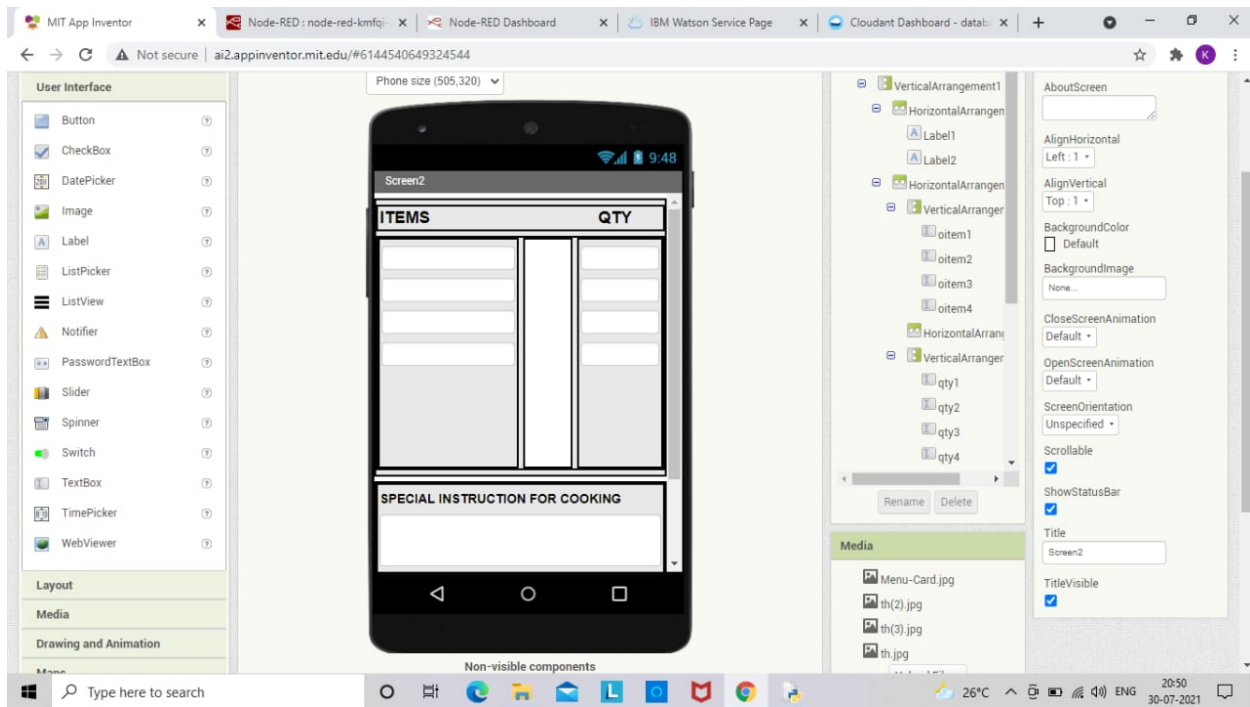 MIT App Inventor
Node-RED : node-red-kmfqi-
Node-RED Dashboard
IBM Watson Service Page
Cloudant Dashboard - datab
Not secure | ai2.appinventor.mit.edu/#6144540649324544
K
User Interface
Button
CheckBox
DatePicker
Image
Label
ListPicker
ListView
Notifier
PasswordTextBox
Slider
Spinner
Switch
TextBox
TimePicker
WebViewer
Layout
Media
Drawing and Animation
Maps
Phone size (505,320)
9:48
Screen2
ITEMS QTY
SPECIAL INSTRUCTION FOR COOKING
Non-visible components
VerticalArrangement1
HorizontalArrangen
Label1
Label2
HorizontalArrangen
VerticalArranger
oitem1
oitem2
oitem3
oitem4
HorizontalArrang
VerticalArranger
qty1
qty2
qty3
qty4
Rename Delete
Media
Menu-Card.jpg
th(2).jpg
th(3).jpg
th.jpg
AboutScreen
AlignHorizontal
Left : 1
AlignVertical
Top : 1
BackgroundColor
Default
BackgroundImage
None...
CloseScreenAnimation
Default
OpenScreenAnimation
Default
ScreenOrientation
Unspecified
Scrollable
ShowStatusBar
Title
Screen2
TitleVisible
Type here to search
L
26°C
ENG
20:50
30-07-2021